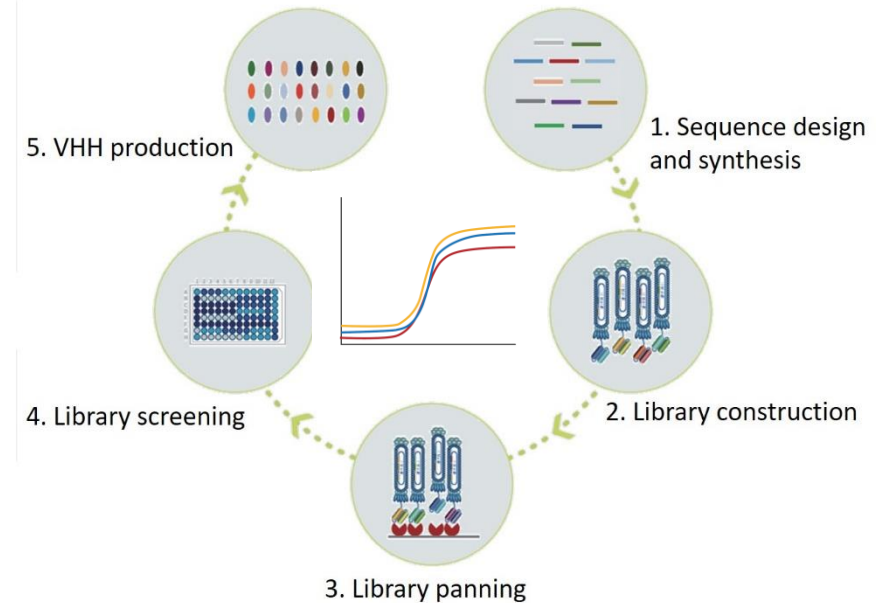 1. Sequence design
and synthesis
2. Library construction
3. Library panning
4. Library screening
5. VHH production